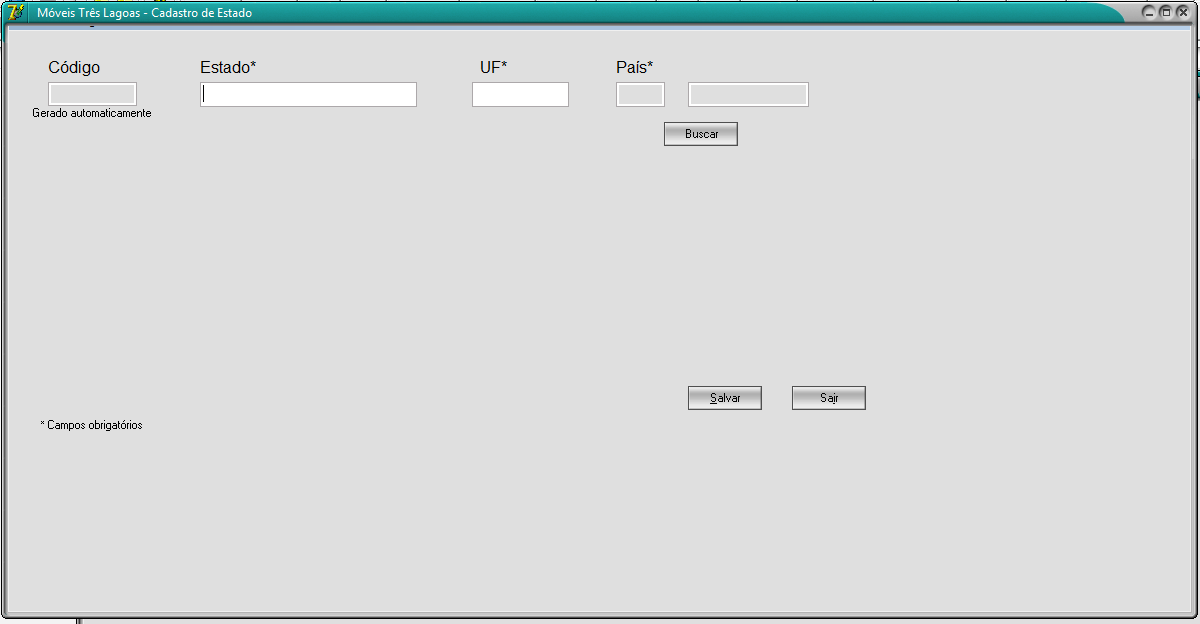 Móveis Três Lagoas - Cadastro de Estado
Código
Estado*
UF*
País*
Gerado automaticamente
Buscar
Salvar
Sair
* Campos obrigatórios